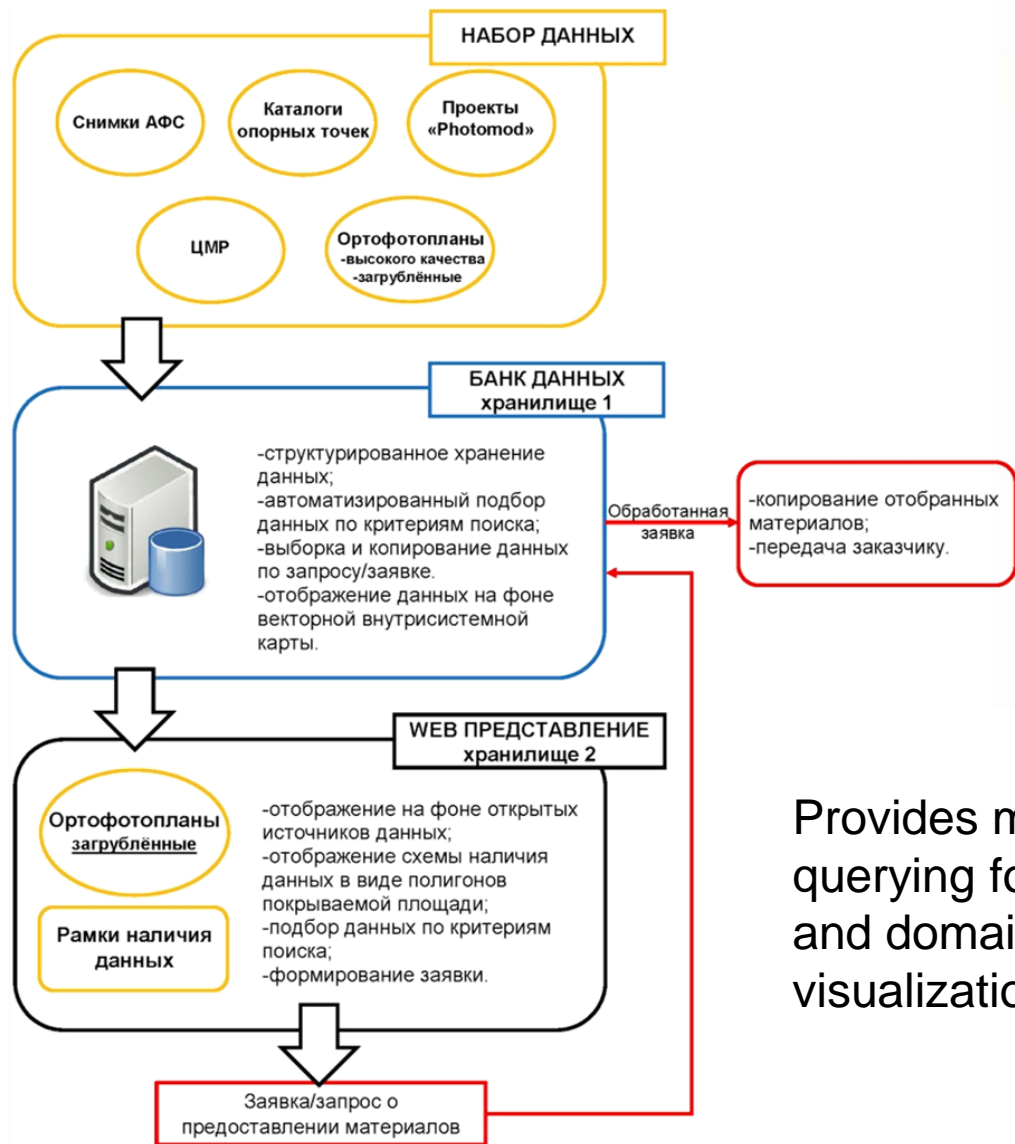 НАБОР ДАННЫХ
Снимки АФС
Каталоги
опорных точек
Проекты
«Photomod»
ЦМР
Ортофотопланы
-высокого качества
-загрублённые
БАНК ДАННЫХ
хранилище 1
-структурированное хранение
данных;
-автоматизированный подбор
данных по критериям поиска;
-выборка и копирование данных
по запросу/заявке.
-отображение данных на фоне
векторной внутрисистемной
карты.
Обработанная
заявка
-копирование отобранных
материалов;
-передача заказчику.
WEB ПРЕДСТАВЛЕНИЕ
хранилище 2
Ортофотопланы
загрублённые
Рамки наличия
данных
-отображение на фоне открытых
источников данных;
-отображение схемы наличия
данных в виде полигонов
покрываемой площади;
-подбор данных по критериям
поиска;
-формирование заявки.
Заявка/запрос о
предоставлении материалов
Provides
querying
and